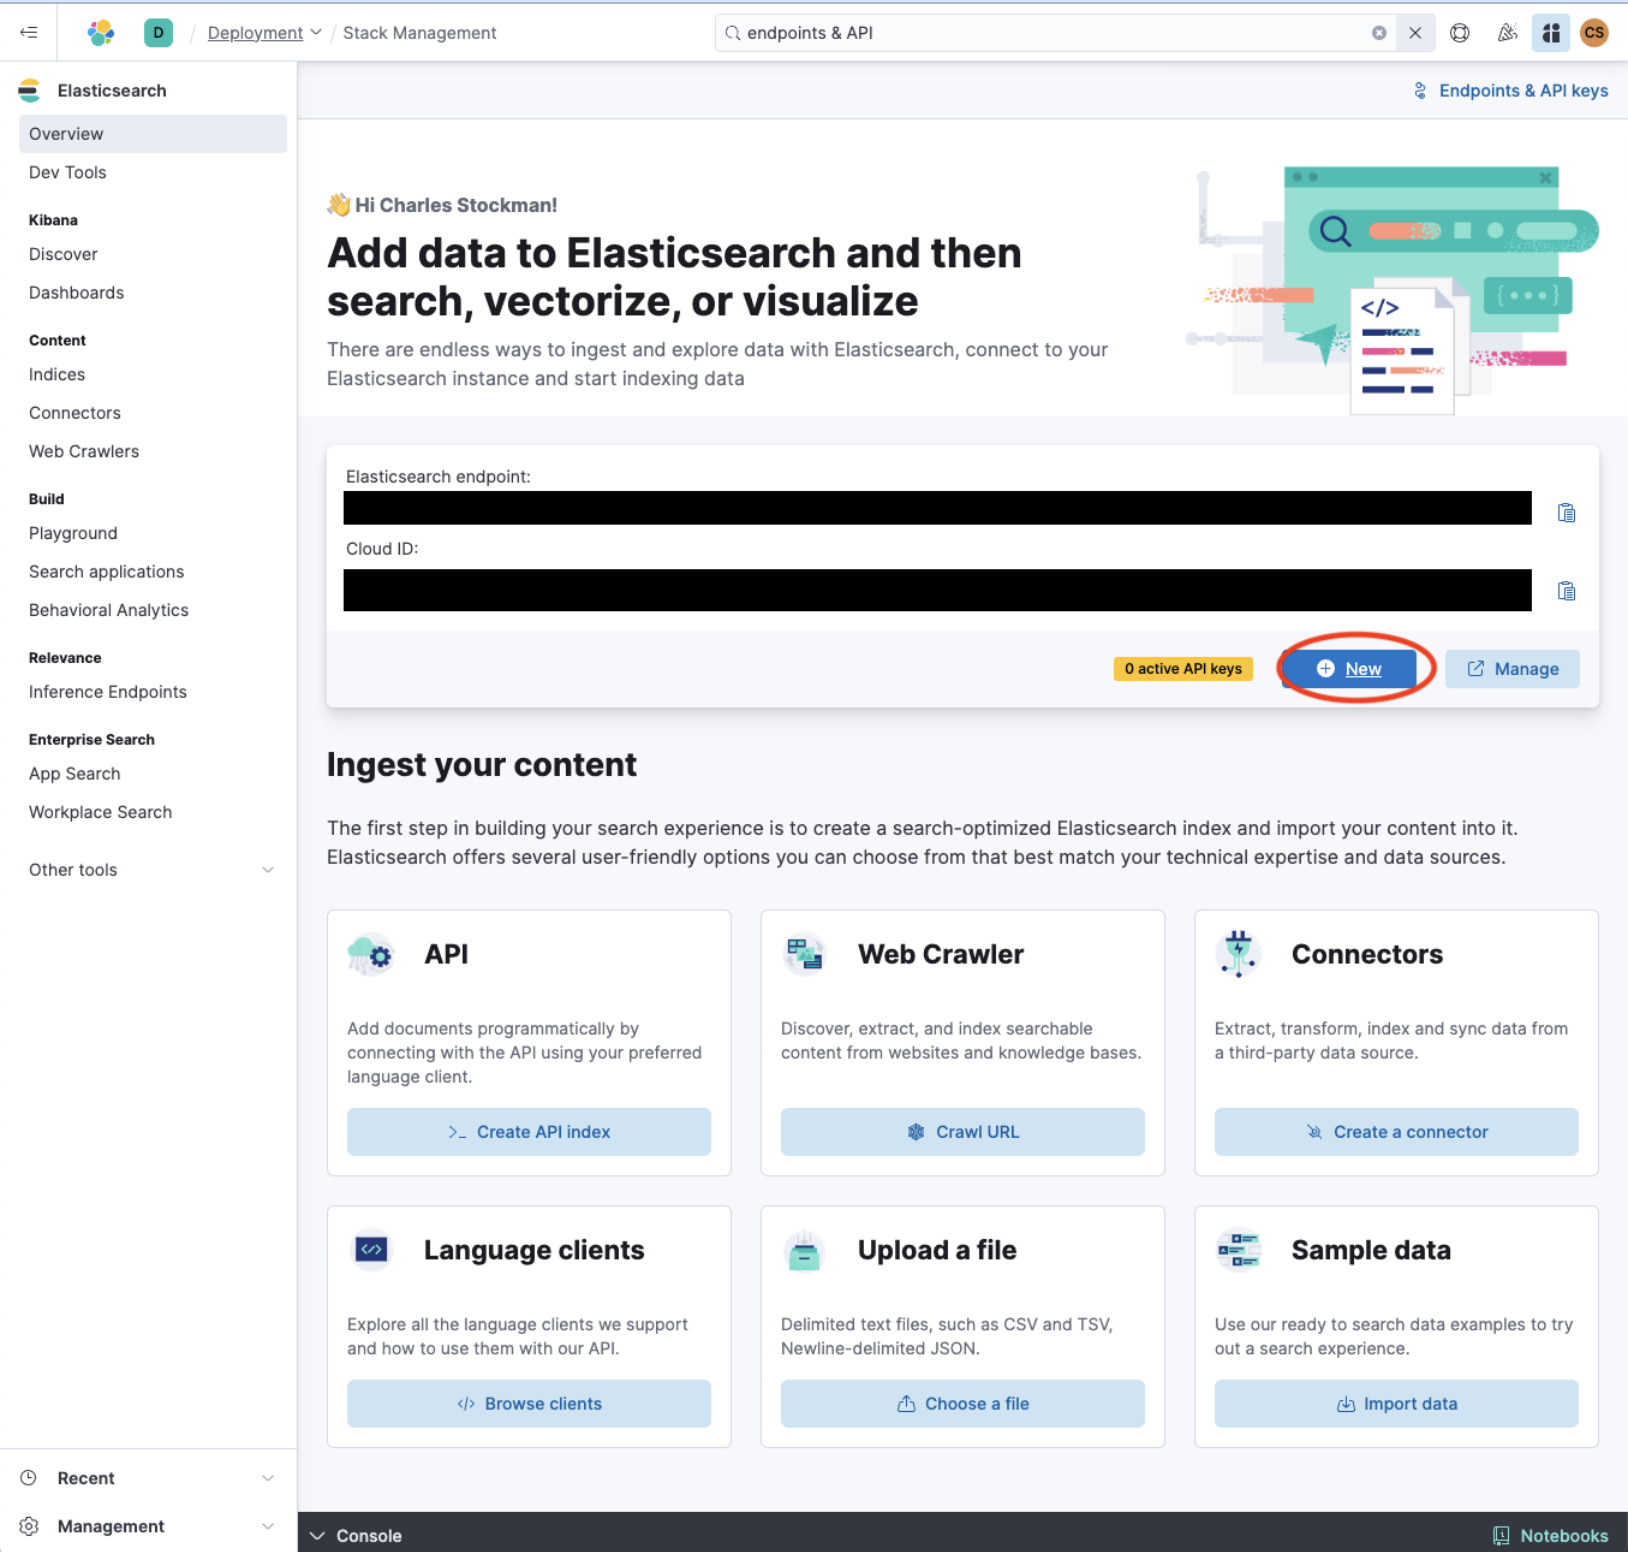 D / Deployment / Stack Management
endpoints & API
CS
Elasticsearch
Overview
Dev Tools
Kibana
Discover
Dashboards
Content
Indices
Connectors
Web Crawlers
Build
Playground
Search applications
Behavioral Analytics
Relevance
Inference Endpoints
Enterprise Search
App Search
Workplace Search
Other tools
Recent
Management
Endpoints & API keys
👋 Hi Charles Stockman!
Add data to Elasticsearch and then
search, vectorize, or visualize
There are endless ways to ingest and explore data with Elasticsearch, connect to your
Elasticsearch instance and start indexing data
</>
{•••}
Elasticsearch endpoint:
Cloud ID:
0 active API keys
New
Manage
Ingest your content
The first step in building your search experience is to create a search-optimized Elasticsearch index and import your content into it.
Elasticsearch offers several user-friendly options you can choose from that best match your technical expertise and data sources.
API
Add documents programmatically by
connecting with the API using your preferred
language client.
>_ Create API index
Web Crawler
Discover, extract, and index searchable
content from websites and knowledge bases.
Crawl URL
Connectors
Extract, transform, index and sync data from
a third-party data source.
Create a connector
</>
Language clients
Explore all the language clients we support
and how to use them with our API.
</> Browse clients
Upload a file
Delimited text files, such as CSV and TSV,
Newline-delimited JSON.
Choose a file
Sample data
Use our ready to search data examples to try
out a search experience.
Import data
Console
Notebooks